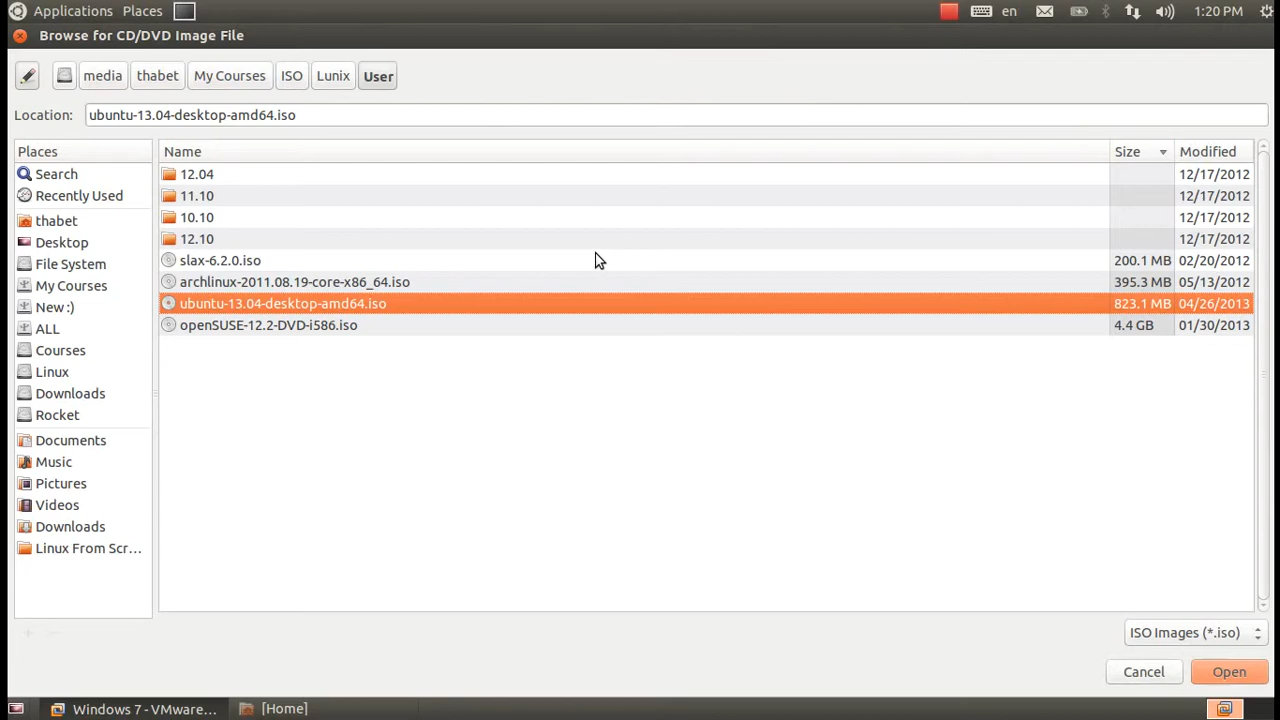 Applications Places en 1:20 PM
Browse for CD/DVD Image File
media thabet My Courses ISO Lunix User
Location: ubuntu-13.04-desktop-amd64.iso
Places Name Size Modified
Search 12.04 12/17/2012
Recently Used 11.10 12/17/2012
thabet 10.10 12/17/2012
Desktop 12.10 12/17/2012
File System slax-6.2.0.iso 200.1 MB 02/20/2012
My Courses archlinux-2011.08.19-core-x86_64.iso 395.3 MB 05/13/2012
New :) ubuntu-13.04-desktop-amd64.iso 823.1 MB 04/26/2013
ALL openSUSE-12.2-DVD-i586.iso 4.4 GB 01/30/2013
Courses
Linux
Downloads
Rocket
Documents
Music
Pictures
Videos
Downloads
Linux From Scr...
ISO Images (*.iso)
Cancel Open
Windows 7 - VMware... [Home]